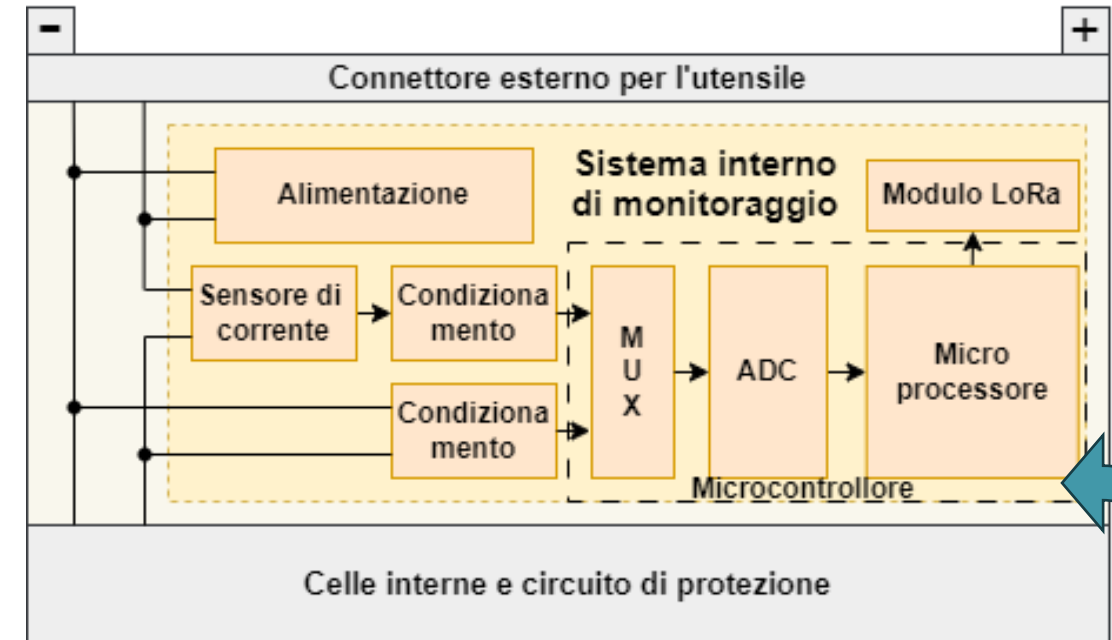 -
+
Connettore esterno per l'utensile
Sistema interno
di monitoraggio
Alimentazione
Modulo LoRa
Sensore di
corrente
Condiziona
mento
M
U
X
ADC
Micro
processore
Condiziona
mento
Microcontrollore
Celle interne e circuito di protezione